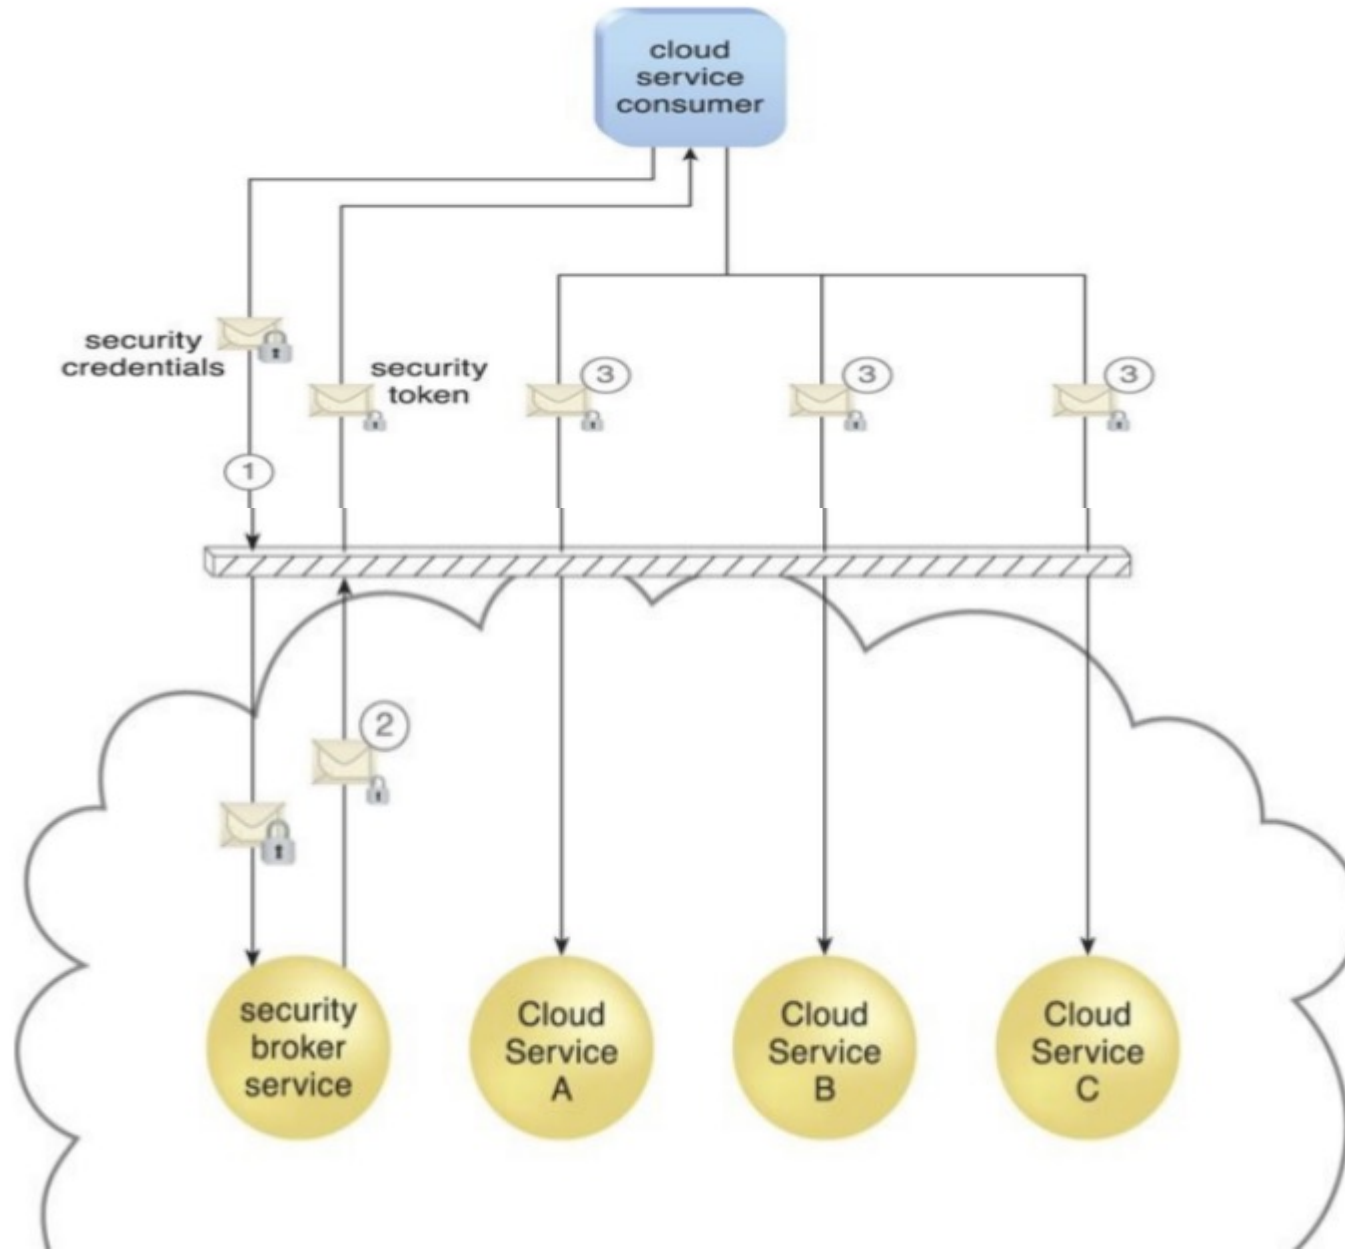 cloud
service
consumer
security
credentials
security
token
3
3
3
1
2
security
broker
service
Cloud
Service
A
Cloud
Service
B
Cloud
Service
C